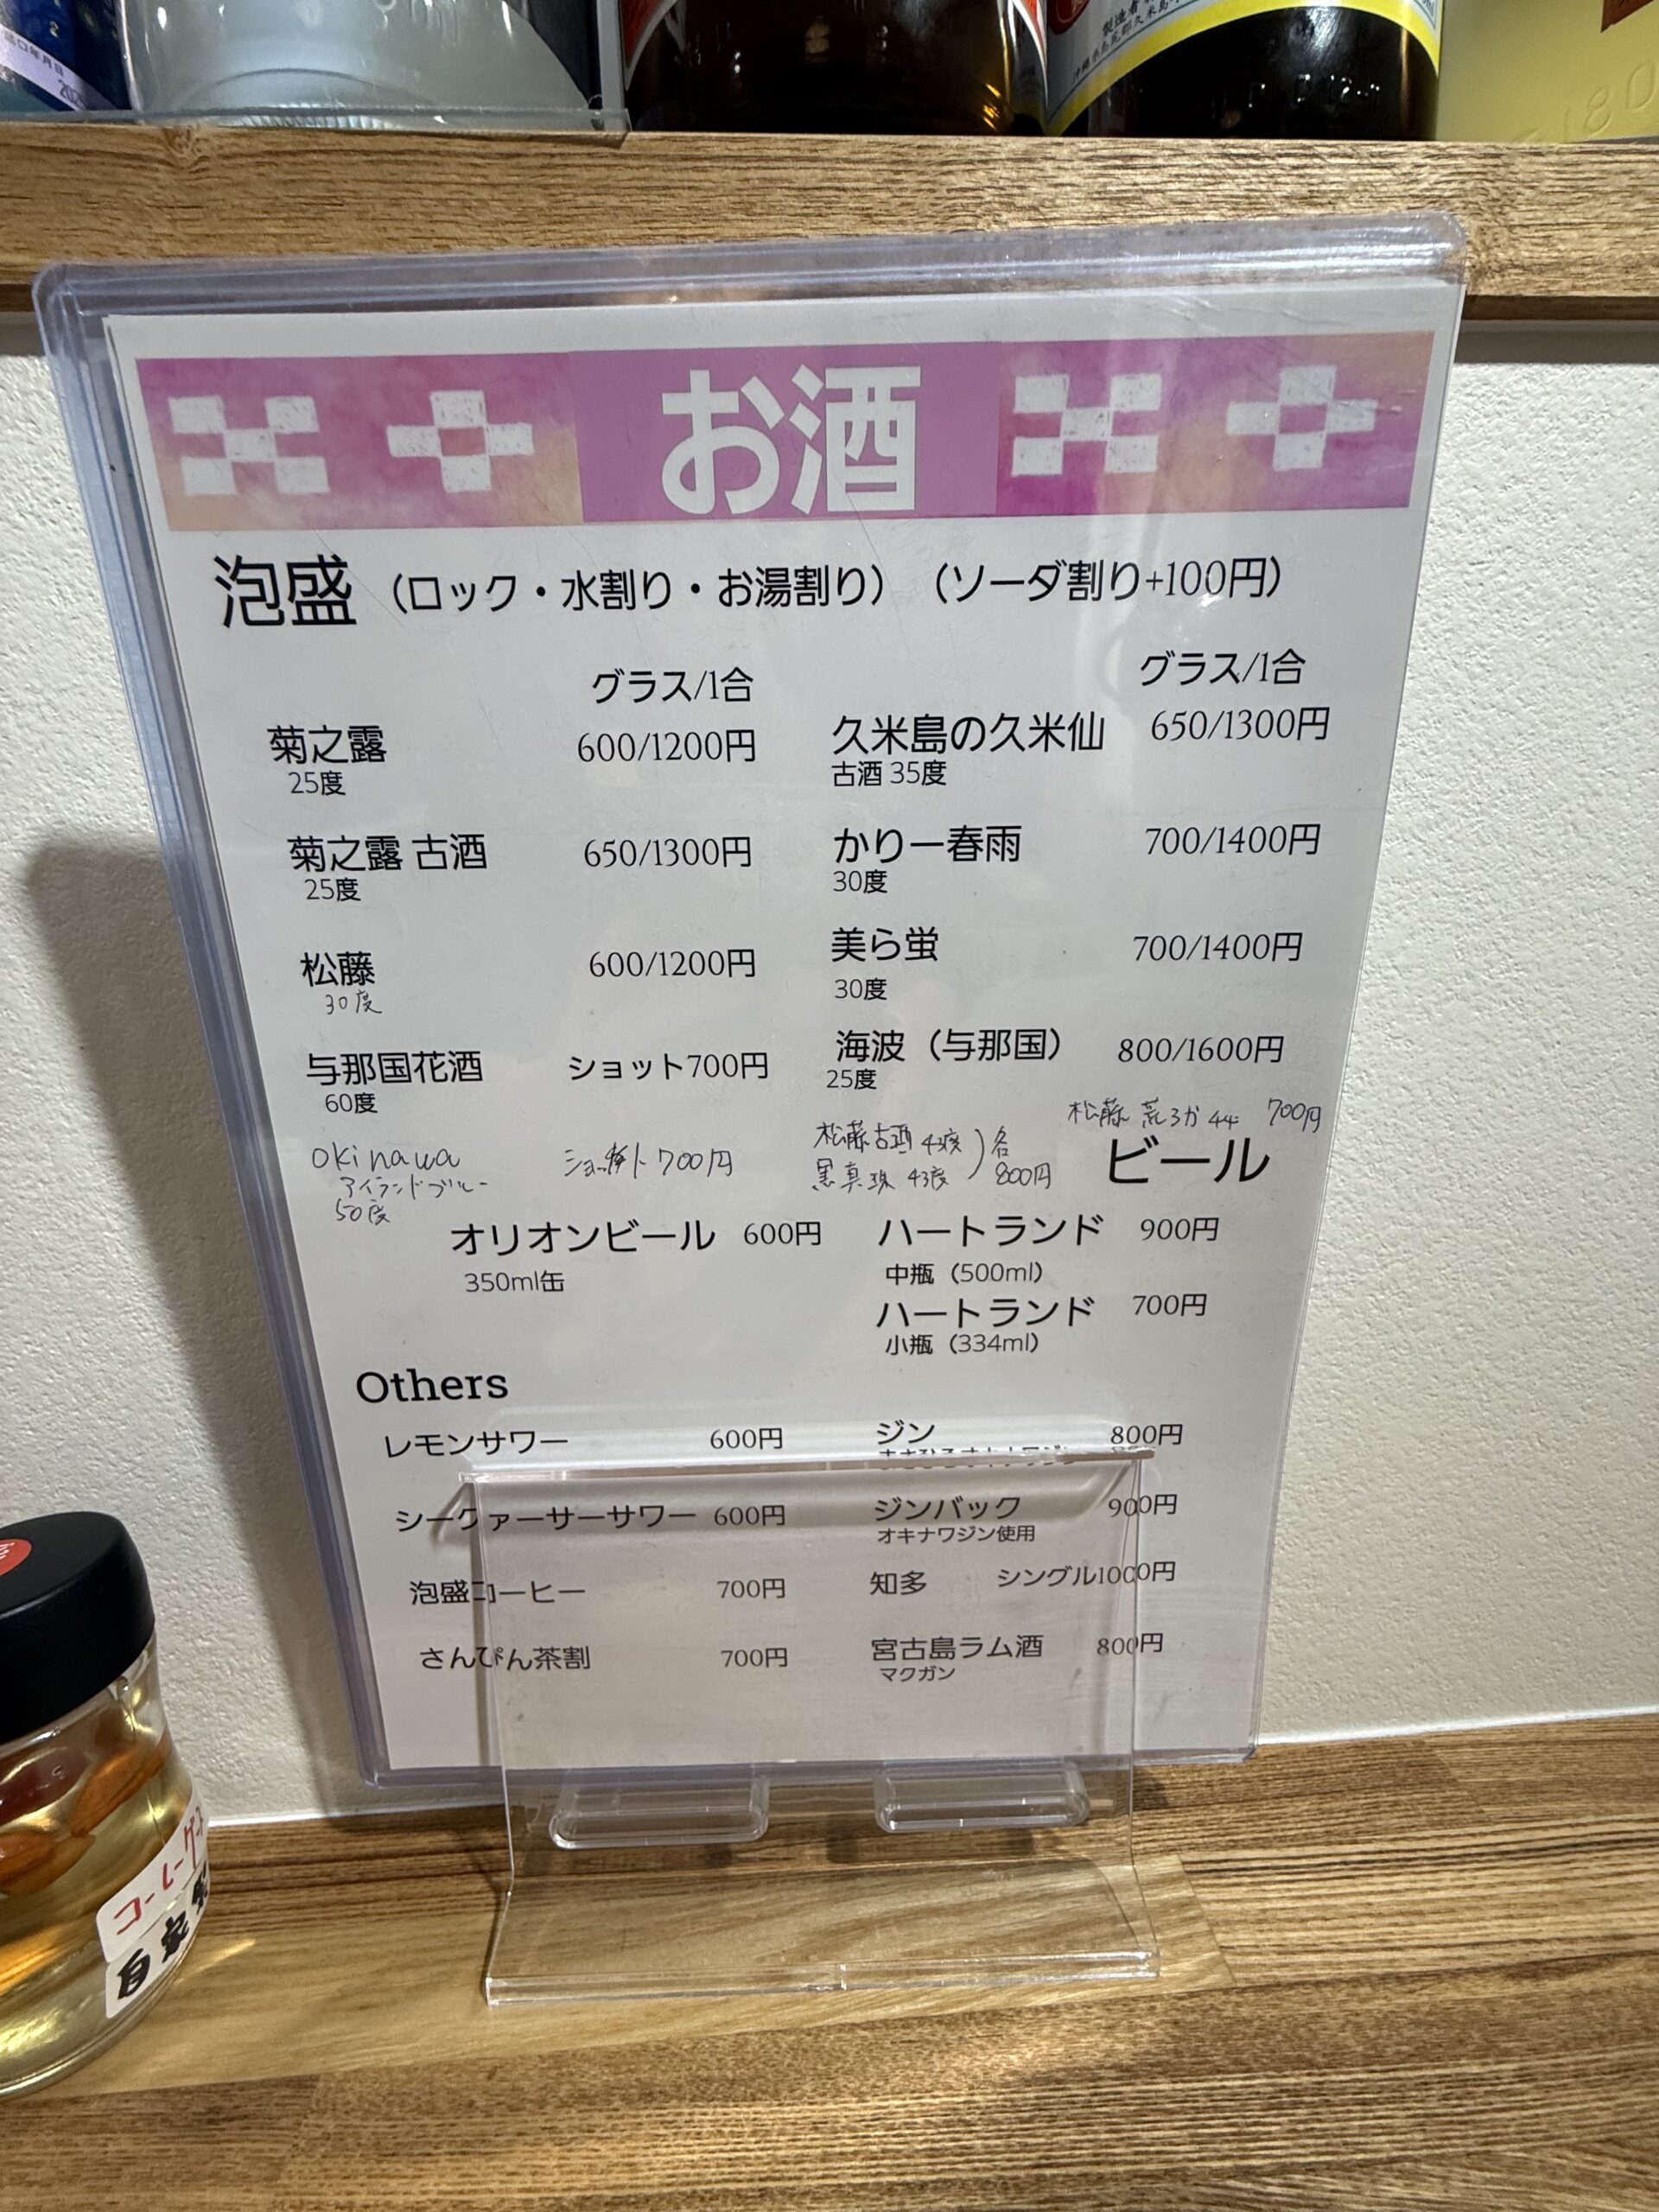 製造者
お酒
泡盛 （ロック・水割り・お湯割り）（ソーダ割り+100円）
グラス/1合
菊之露 600/1200円
25度
菊之露 古酒 650/1300円
25度
松藤 600/1200円
30度
与那国花酒 ショット700円
60度
Okinawa ショット700円
アイランドブルー
50度
グラス/1合
久米島の久米仙 650/1300円
古酒 35度
かりー春雨 700/1400円
30度
美ら蛍 700/1400円
30度
海波（与那国） 800/1600円
25度
松藤 荒ろか 44 700円
松藤古酒 43度 ) 各
黒真珠 43度 800円
ビール
オリオンビール 600円
350ml缶
ハートランド 900円
中瓶（500ml）
ハートランド 700円
小瓶（334ml）
Others
レモンサワー 600円
シークァーサーサワー 600円
泡盛コーヒー 700円
さんぴん茶割 700円
ジン 800円
ジンバック 900円
オキナワジン使用
知多 シングル1000円
宮古島ラム酒 800円
マクガン
コーレーグース
自家製